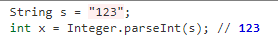 String s = "123";
int x = Integer.parseInt(s); // 123